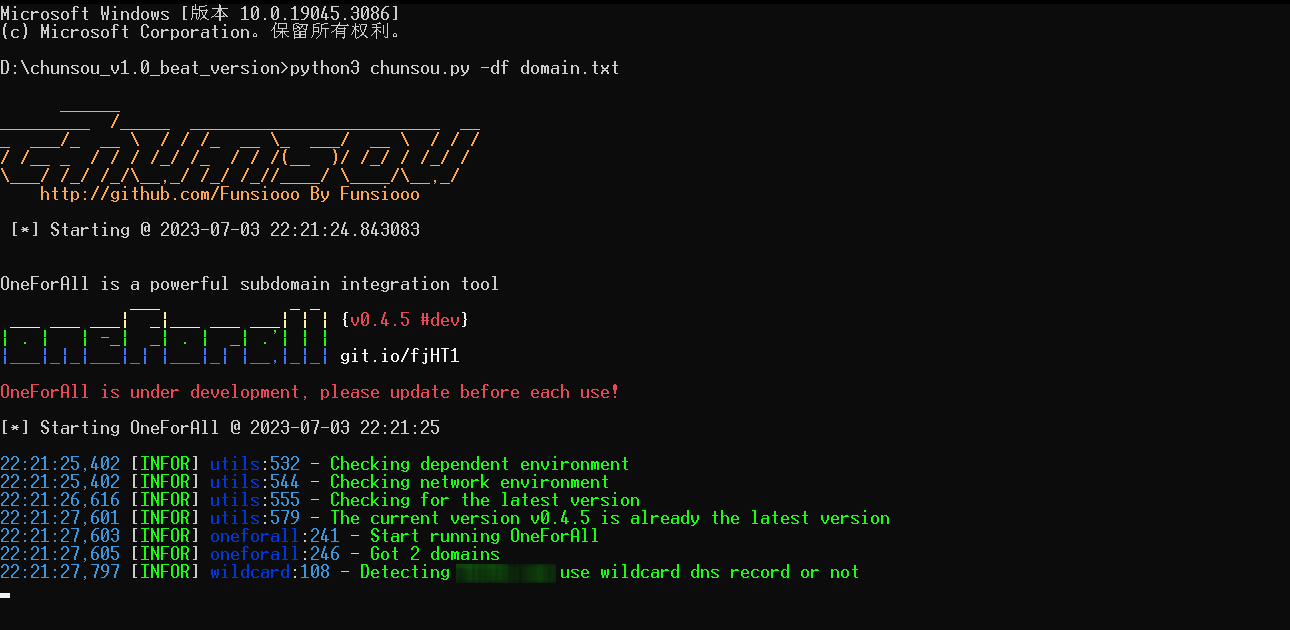 Microsoft Windows [版本 10.0.19045.3086]
(c) Microsoft Corporation。保留所有权利。
D:\chunsou_v1.0_beat_version>python3 chunsou.py -df domain.txt
chunsou
http://github.com/Funsiooo By Funsiooo
[*] Starting @ 2023-07-03 22:21:24.843083
OneForAll is a powerful subdomain integration tool
oneforall {v0.4.5 #dev}
git.io/fjHT1
OneForAll is under development, please update before each use!
[*] Starting OneForAll @ 2023-07-03 22:21:25
22:21:25,402 [INFOR] utils:532 - Checking dependent environment
22:21:25,402 [INFOR] utils:544 - Checking network environment
22:21:26,616 [INFOR] utils:555 - Checking for the latest version
22:21:27,601 [INFOR] utils:579 - The current version v0.4.5 is already the latest version
22:21:27,603 [INFOR] oneforall:241 - Start running OneForAll
22:21:27,605 [INFOR] oneforall:246 - Got 2 domains
22:21:27,797 [INFOR] wildcard:108 - Detecting use wildcard dns record or not